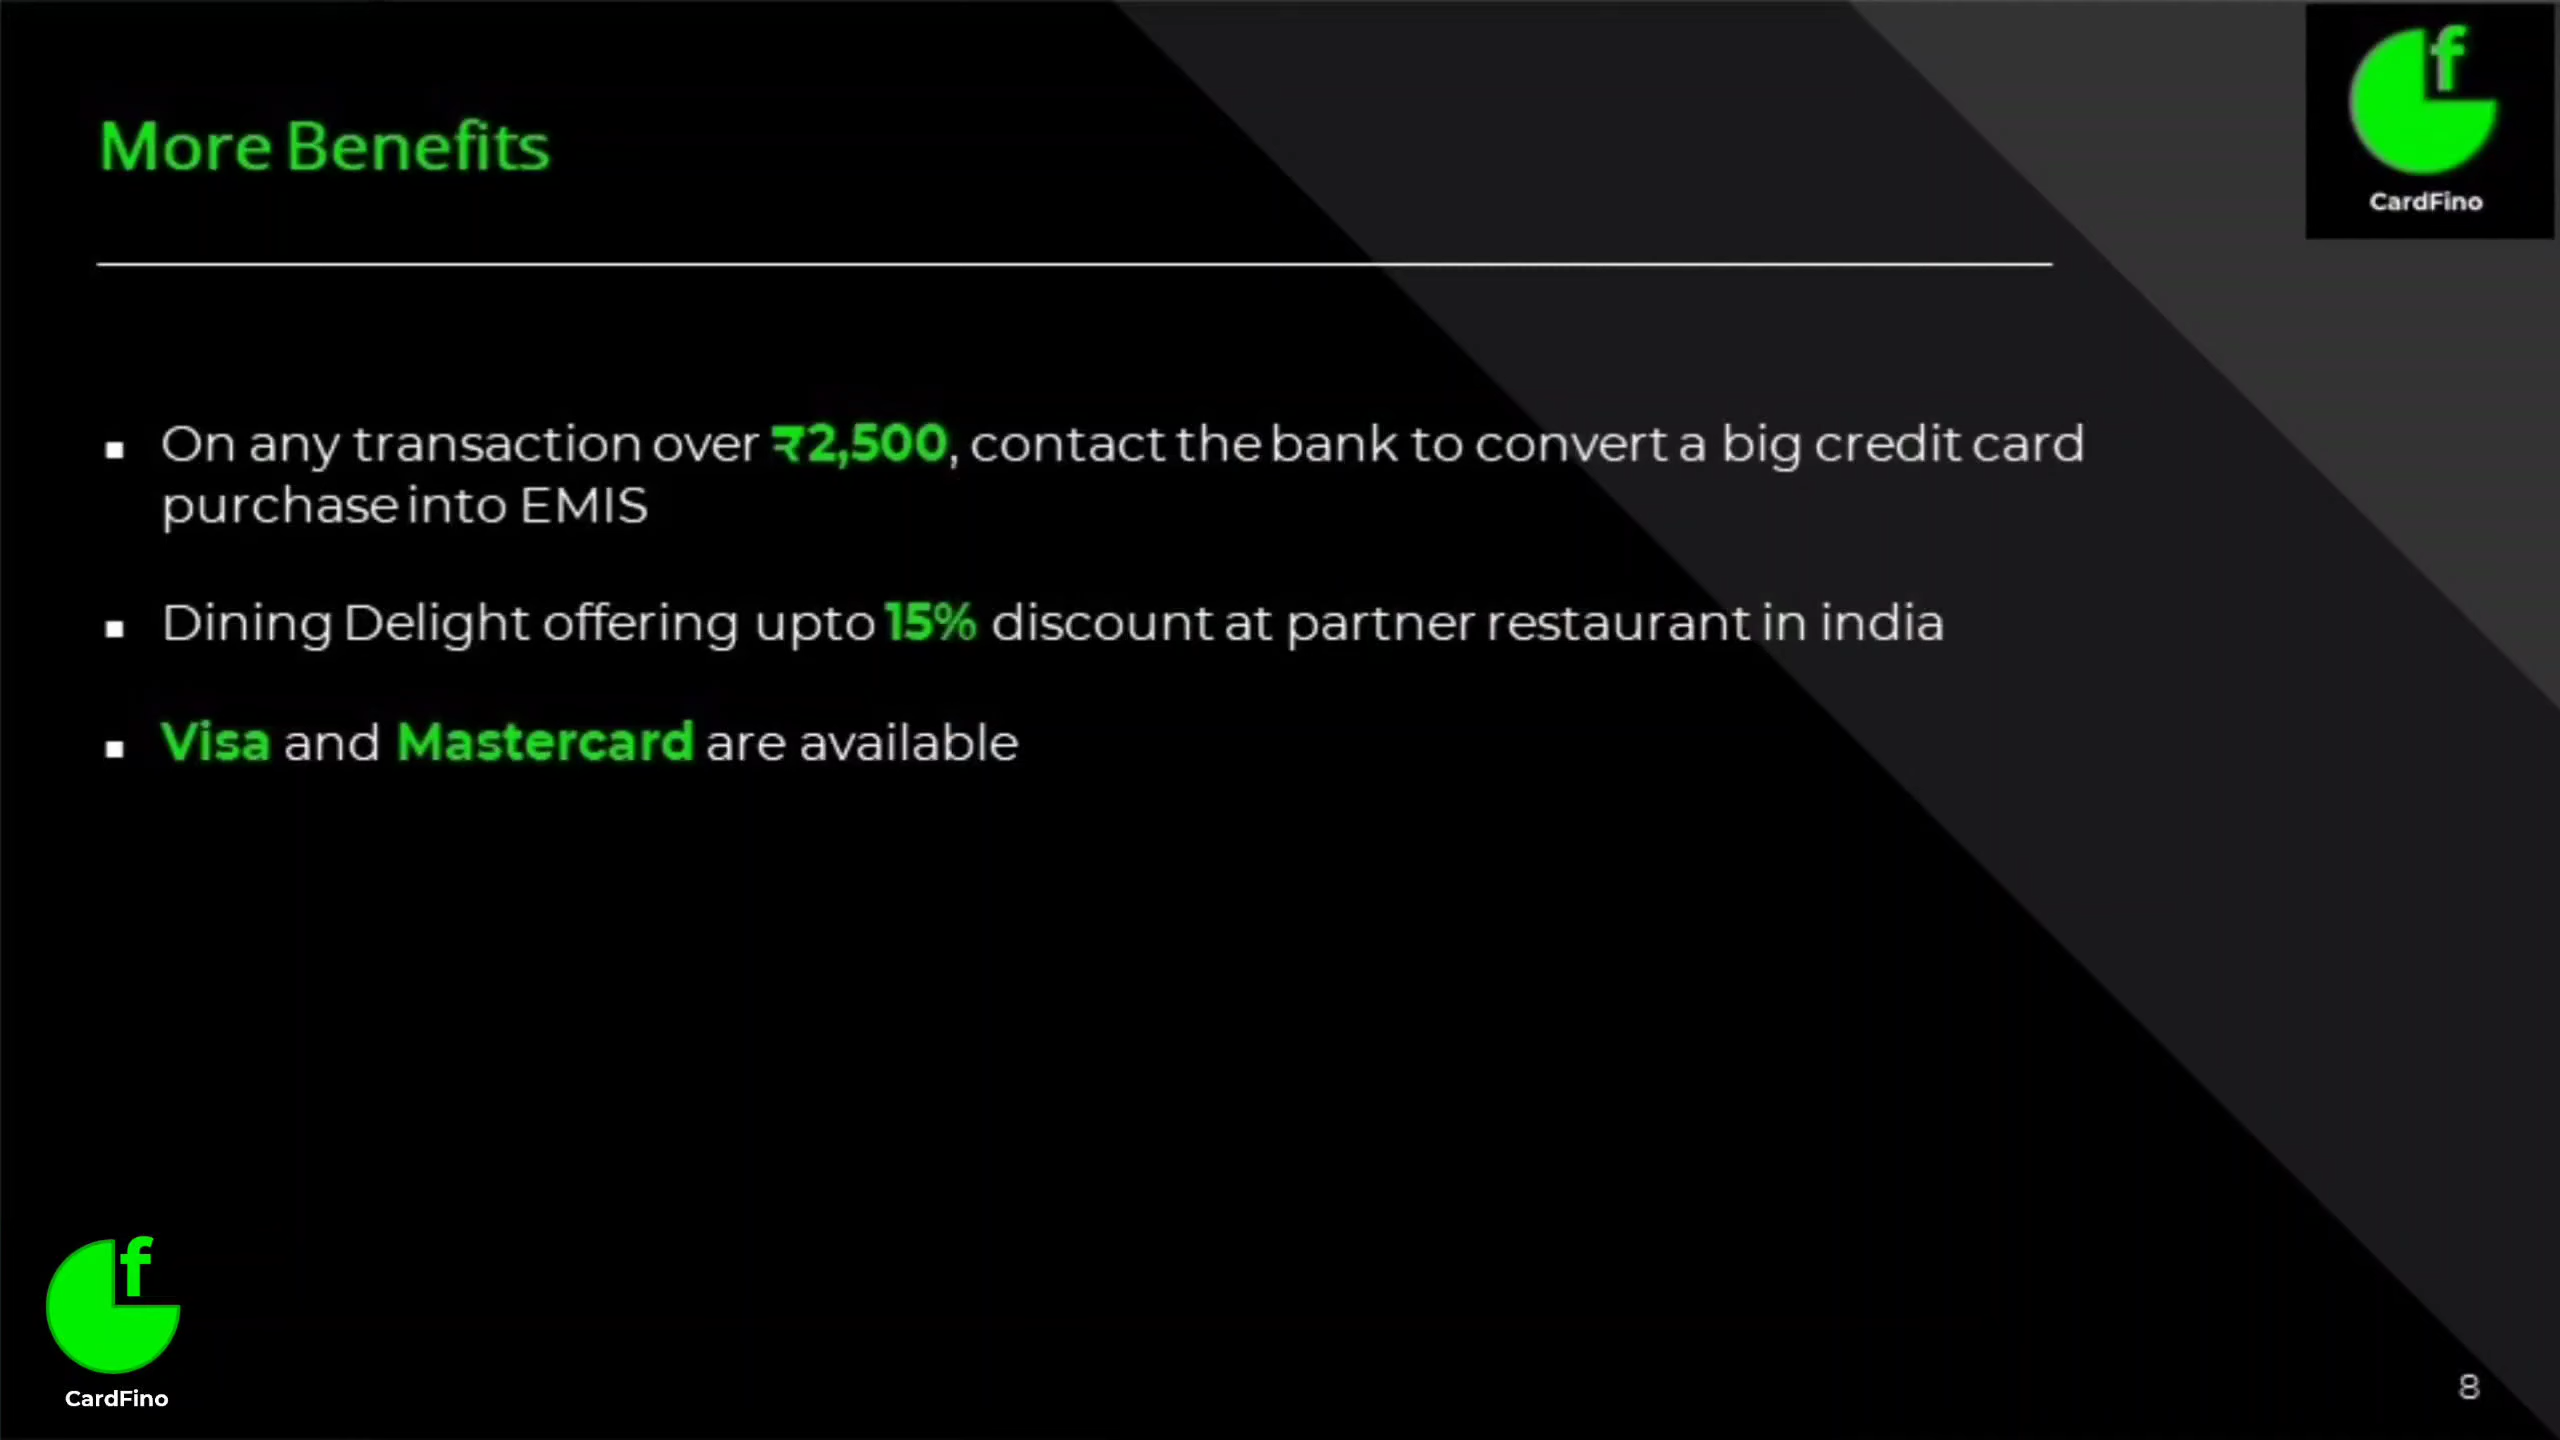 f
CardFino
More Benefits
▪ On any transaction over ₹2,500, contact the bank to convert a big credit card
purchase into EMIS
▪ Dining Delight offering upto 15% discount at partner restaurant in india
▪ Visa and Mastercard are available
f
CardFino
8